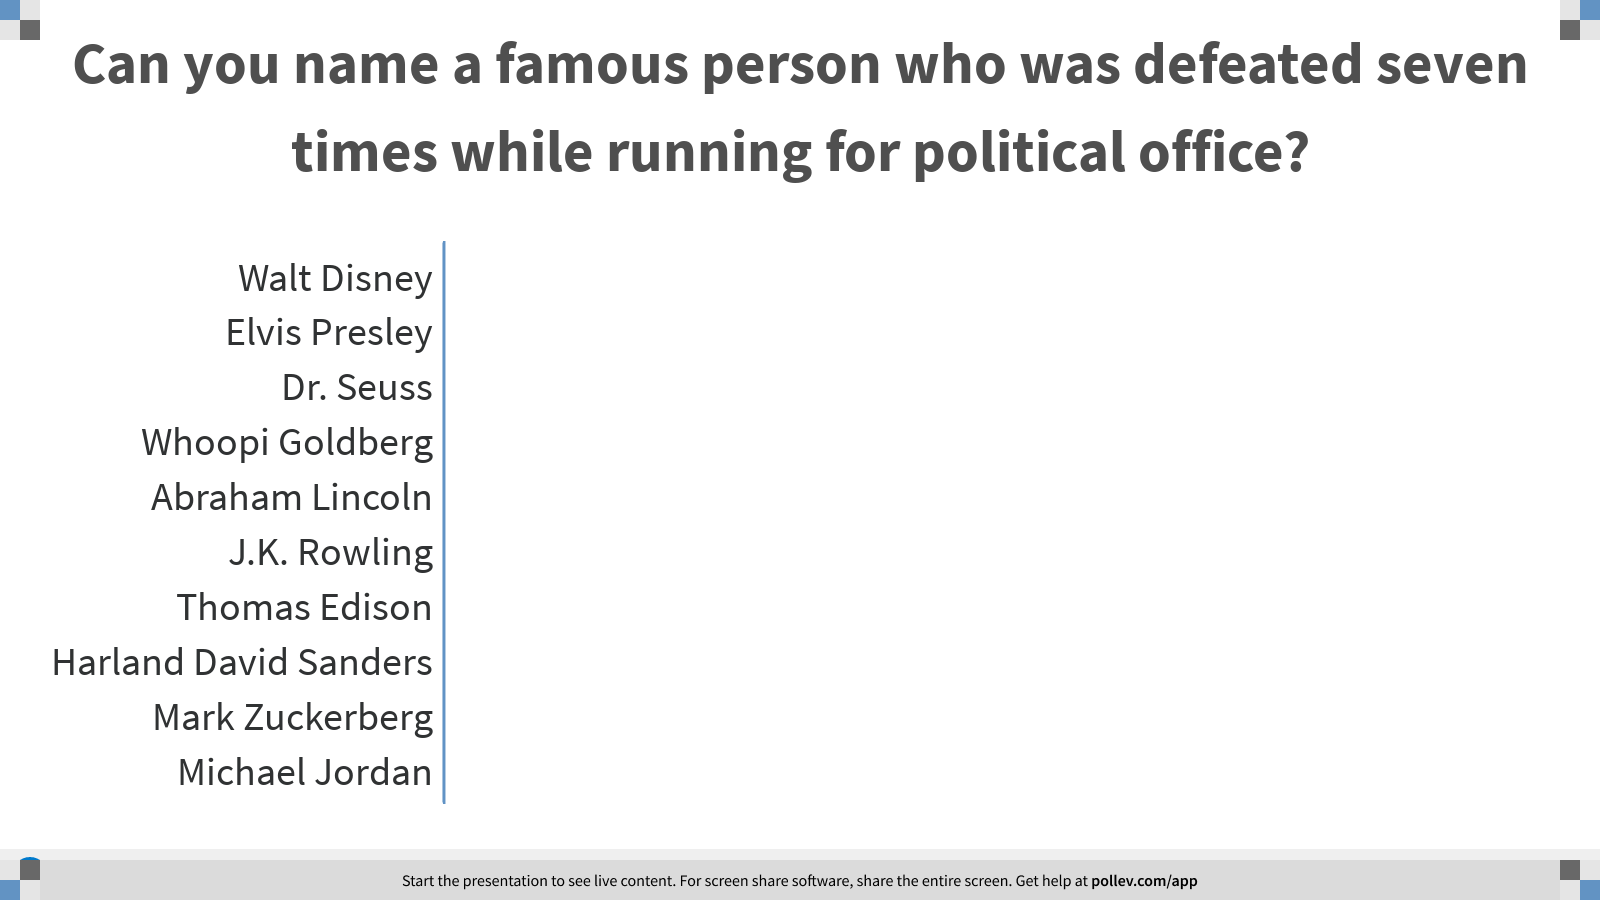 Can you name a famous person who was defeated seven
times while running for political office?
Walt Disney
Elvis Presley
Dr. Seuss
Whoopi Goldberg
Abraham Lincoln
J.K. Rowling
Thomas Edison
Harland David Sanders
Mark Zuckerberg
Michael Jordan
Start the presentation to see live content. For screen share software, share the entire screen. Get help at pollev.com/app